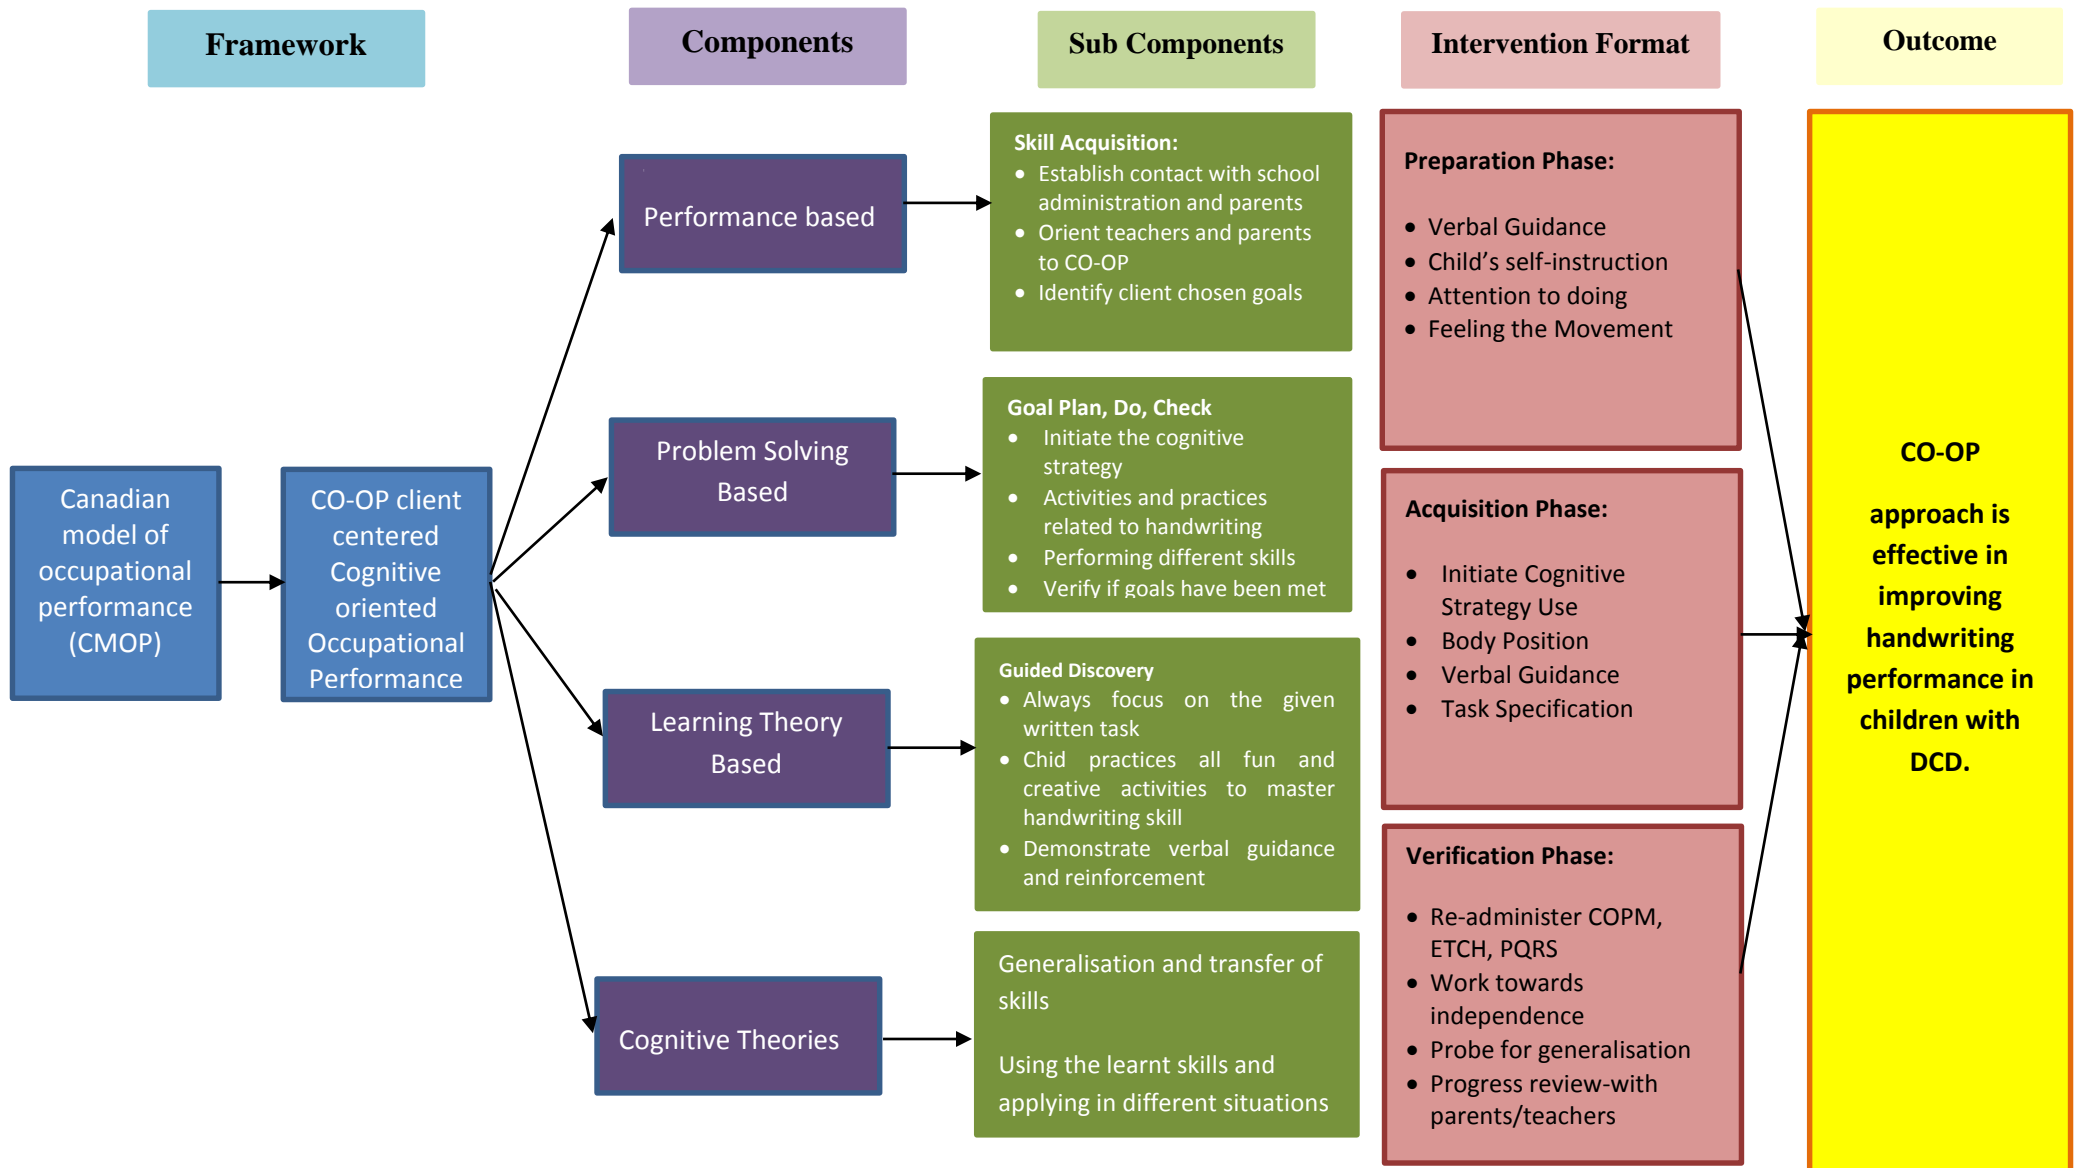 Framework
Components
Sub Components
Intervention Format
Outcome
Canadian
model of
occupational
performance
(CMOP)
CO-OP client
centered
Cognitive
oriented
Occupational
Performance
Performance based
Problem Solving
Based
Learning Theory
Based
Cognitive Theories
Skill Acquisition:
• Establish contact with school
administration and parents
• Orient teachers and parents
to CO-OP
• Identify client chosen goals
Goal Plan, Do, Check
• Initiate the cognitive
strategy
• Activities and practices
related to handwriting
• Performing different skills
• Verify if goals have been met
Guided Discovery
• Always focus on the given
written task
• Chid practices all fun and
creative activities to master
handwriting skill
• Demonstrate verbal guidance
and reinforcement
Generalisation and transfer of
skills
Using the learnt skills and
applying in different situations
Preparation Phase:
• Verbal Guidance
• Child’s self-instruction
• Attention to doing
• Feeling the Movement
Acquisition Phase:
• Initiate Cognitive
Strategy Use
• Body Position
• Verbal Guidance
• Task Specification
Verification Phase:
• Re-administer COPM,
ETCH, PQRS
• Work towards
independence
• Probe for generalisation
• Progress review-with
parents/teachers
CO-OP
approach is
effective in
improving
handwriting
performance in
children with
DCD.